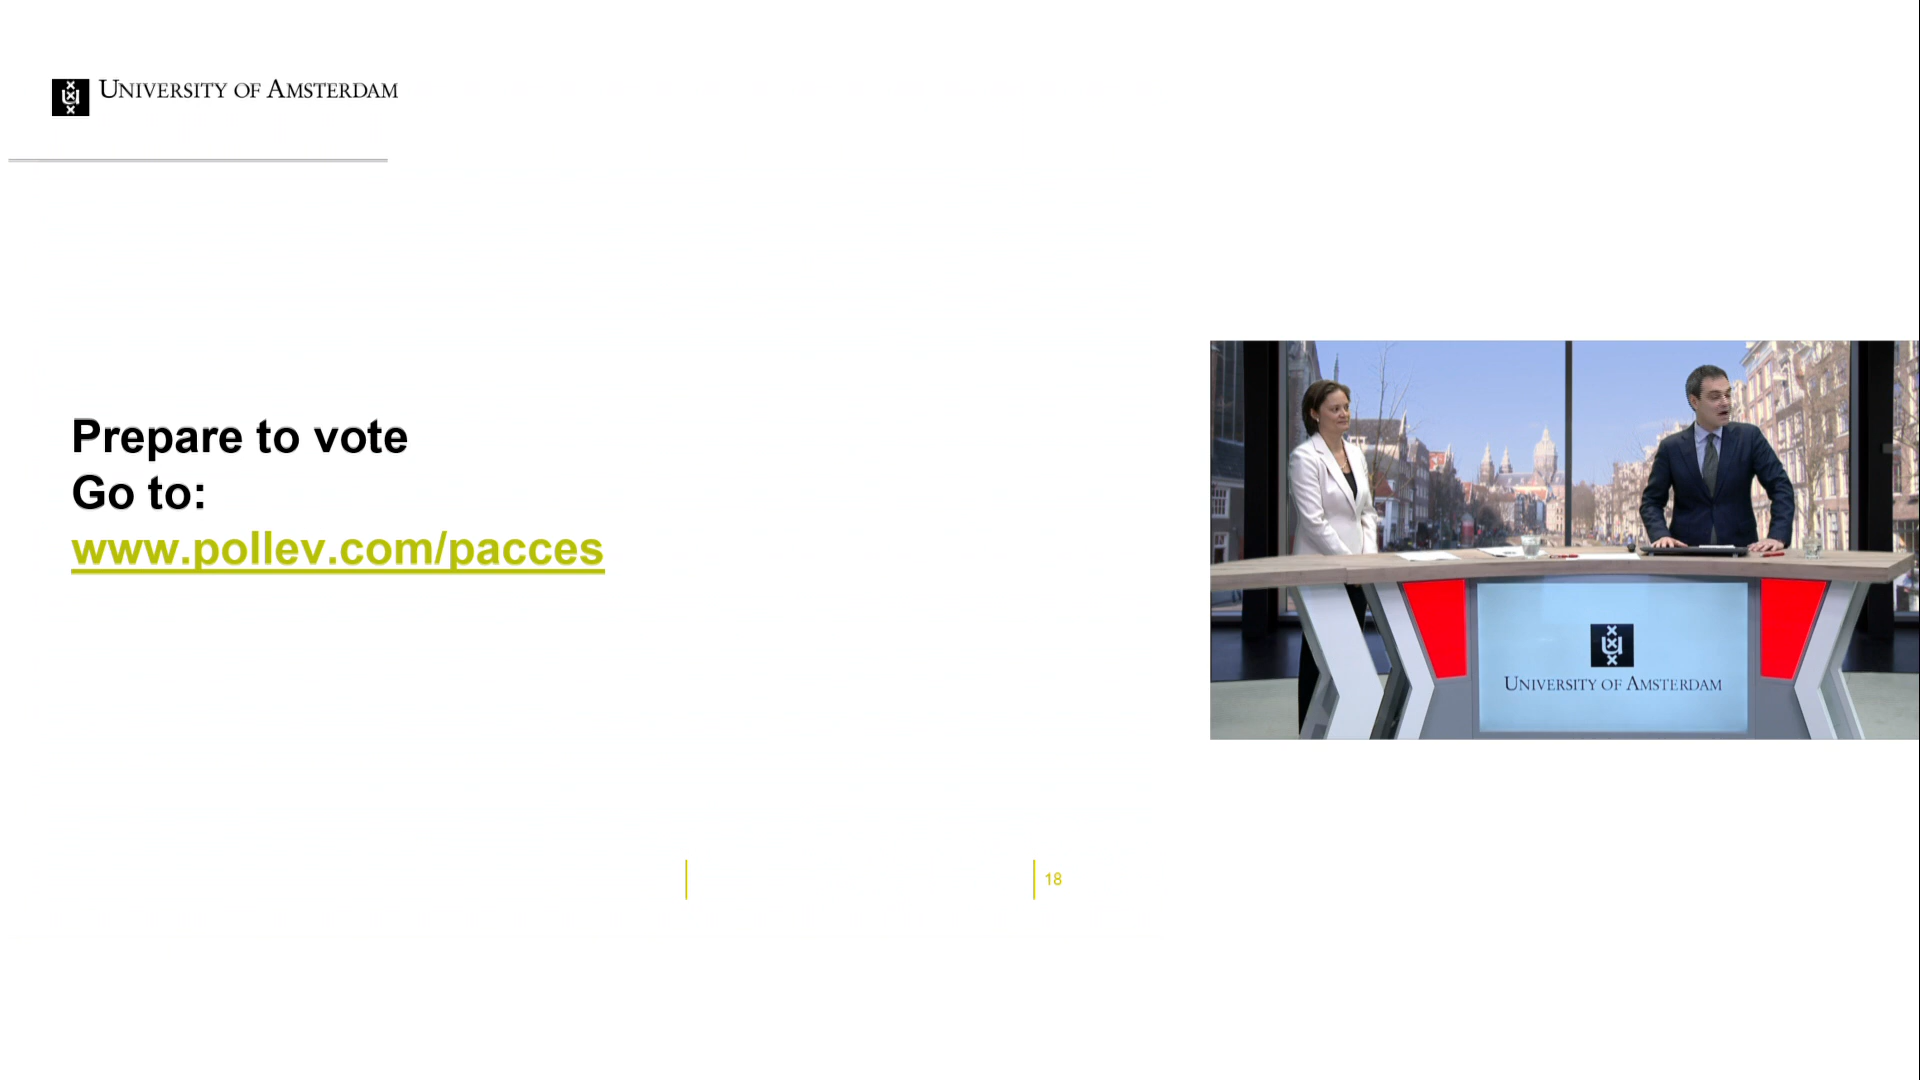 UNIVERSITY OF AMSTERDAM
Prepare to vote
Go to:
www.pollev.com/pacces
UNIVERSITY OF AMSTERDAM
18